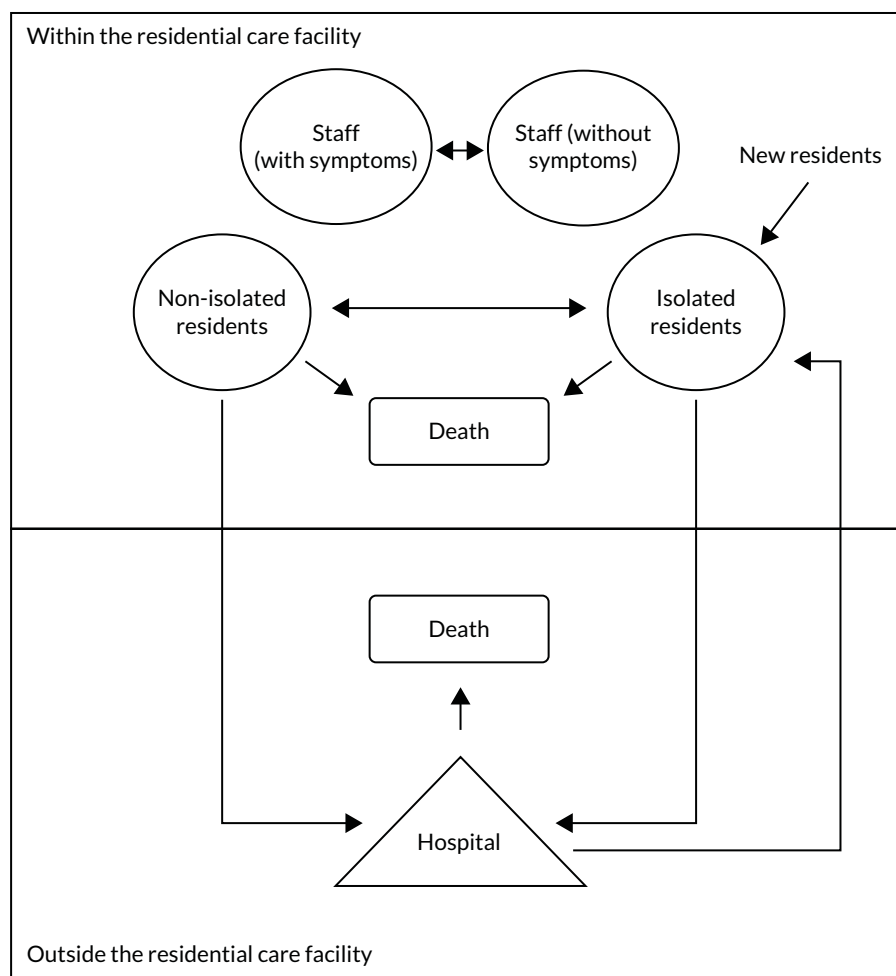 Within the residential care facility
Staff
(with symptoms)
Staff (without
symptoms)
New residents
Non-isolated
residents
Isolated
residents
Death
Death
Hospital
Outside the residential care facility